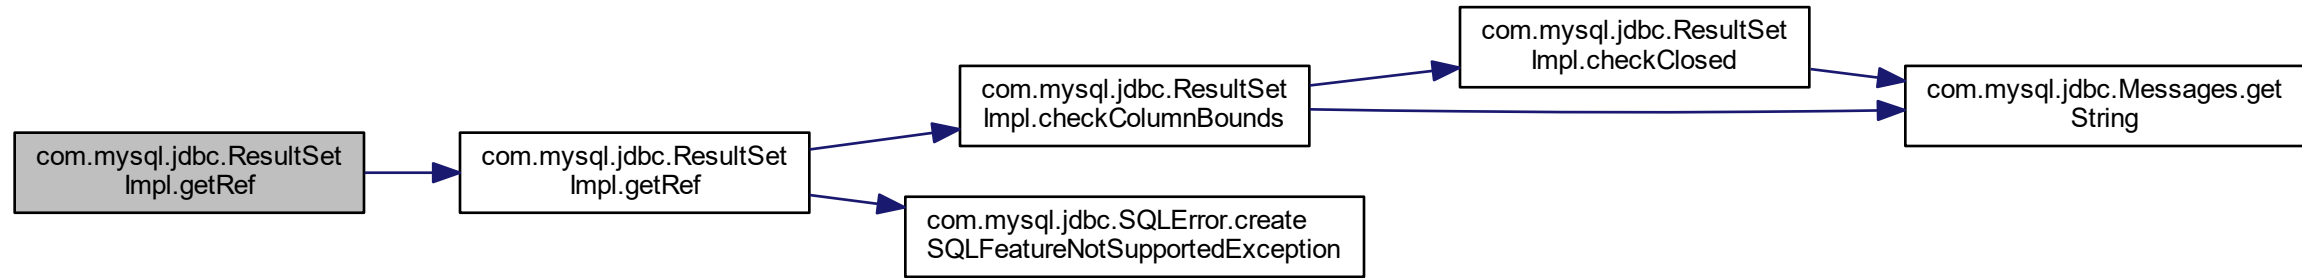 com.mysql.jdbc.ResultSet
Impl.getRef
com.mysql.jdbc.ResultSet
Impl.getRef
com.mysql.jdbc.ResultSet
Impl.checkColumnBounds
com.mysql.jdbc.ResultSet
Impl.checkClosed
com.mysql.jdbc.Messages.get
String
com.mysql.jdbc.SQLError.create
SQLFeatureNotSupportedException